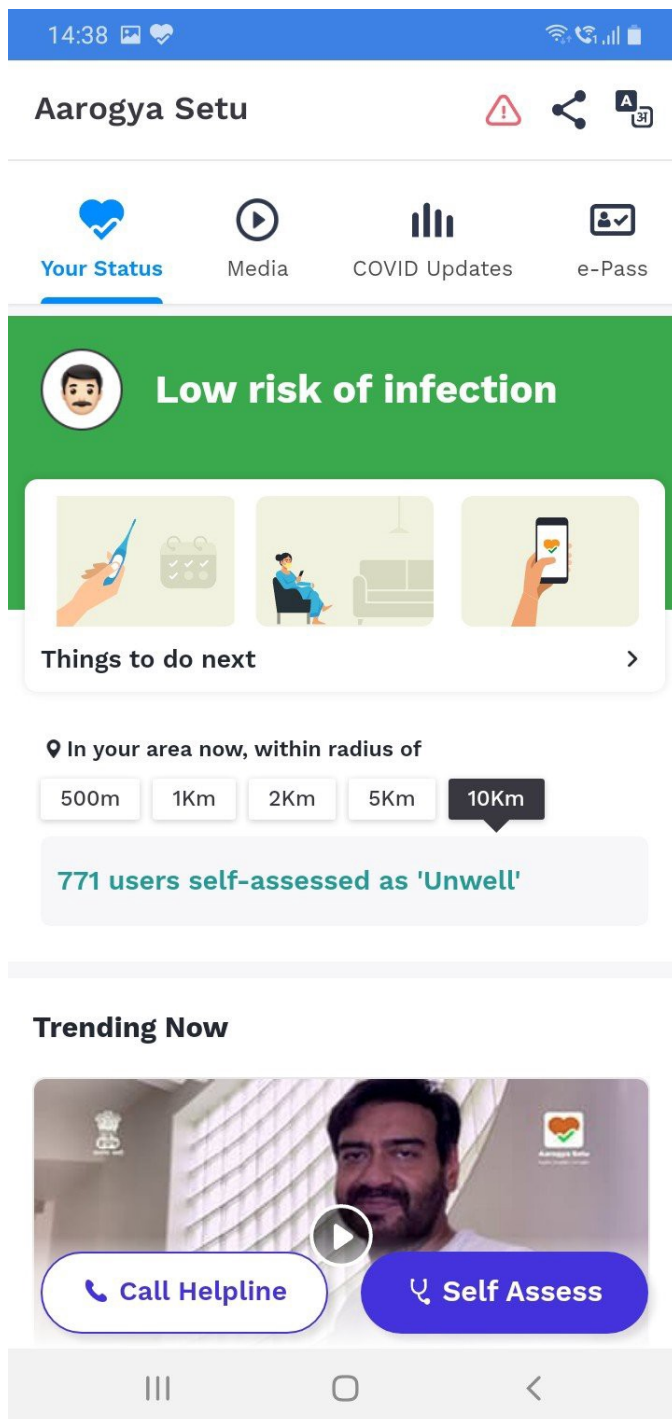 14:38
Aarogya Setu
A अ
Your Status Media COVID Updates e-Pass
Low risk of infection
Things to do next
In your area now, within radius of
500m 1Km 2Km 5Km 10Km
771 users self-assessed as 'Unwell'
Trending Now
Aarogya Setu
Call Helpline Self Assess